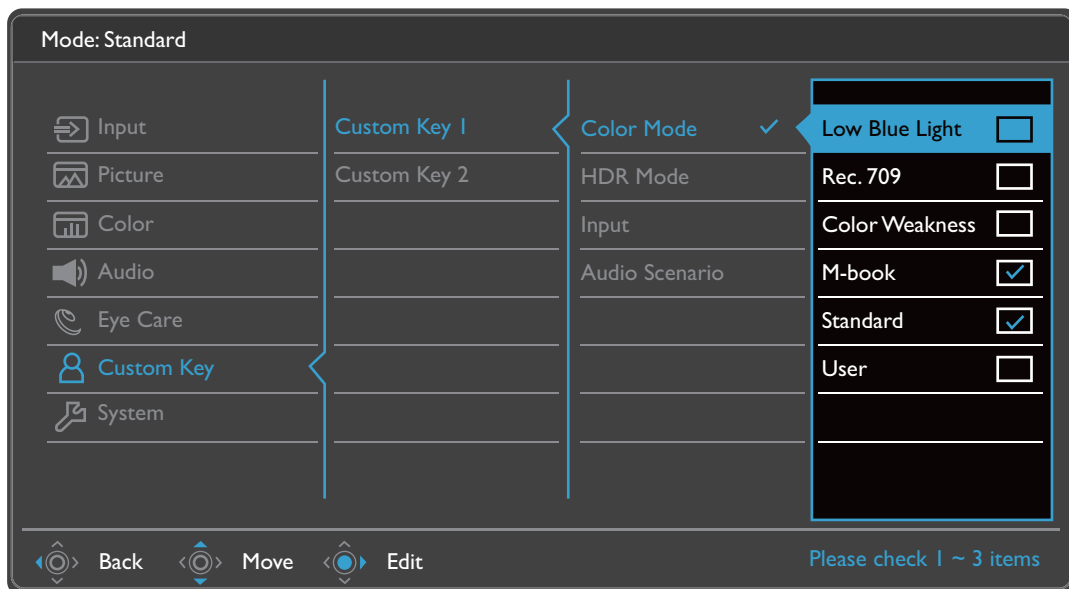 Mode: Standard
Input
Picture
Color
Audio
Eye Care
Custom Key
System
Custom Key 1
Custom Key 2
Color Mode
HDR Mode
Input
Audio Scenario
Low Blue Light
Rec. 709
Color Weakness
M-book
Standard
User
Back Move Edit Please check 1 ~ 3 items